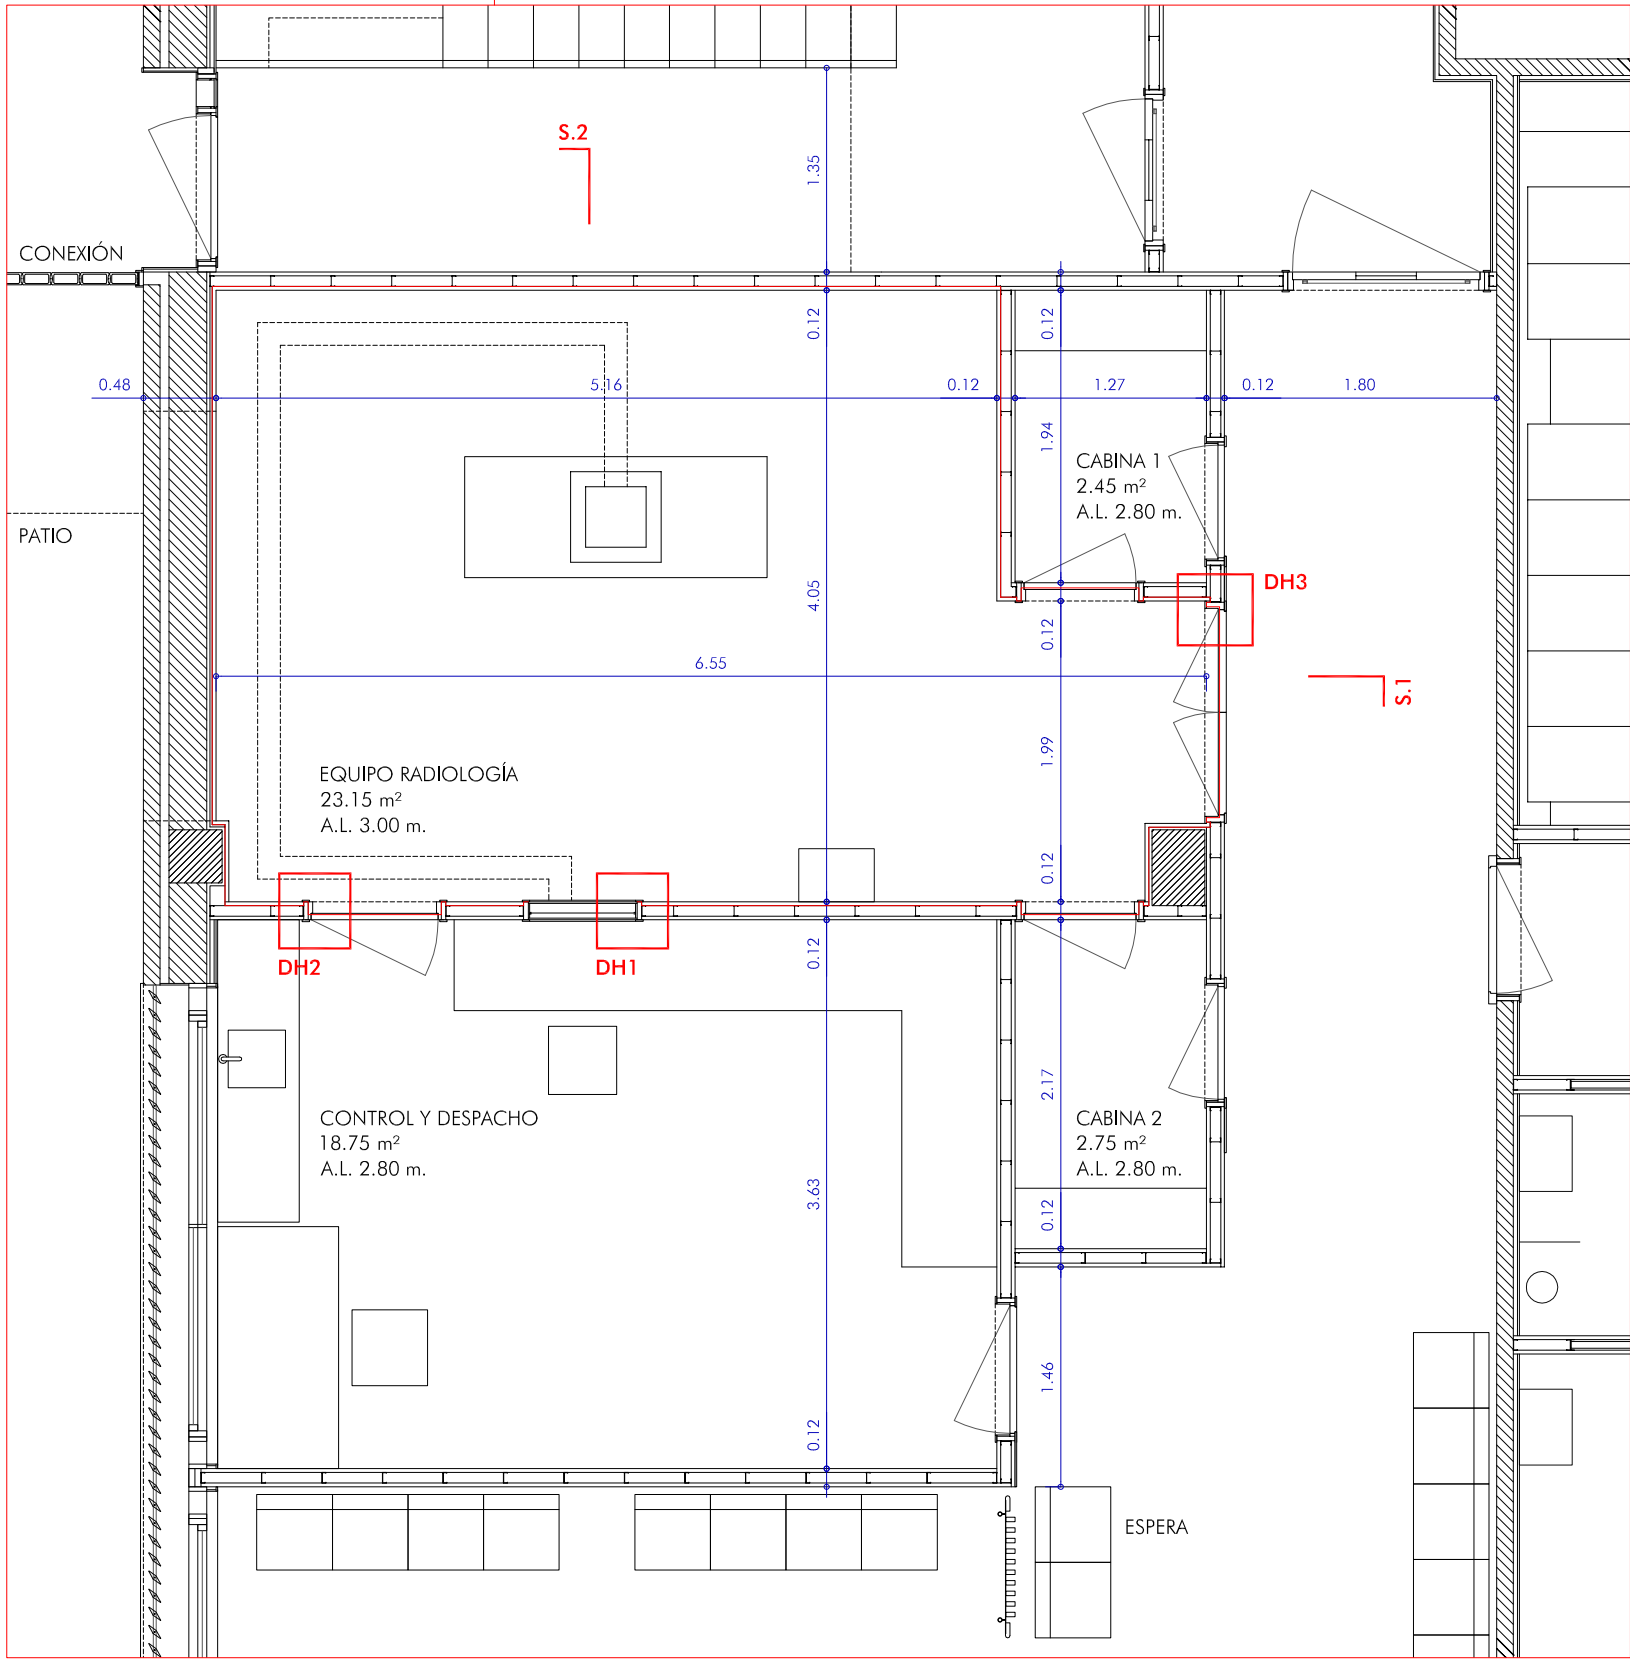 S.2
1.35
CONEXIÓN
0.12
0.12
0.48
5.16
0.12
1.27
0.12
1.80
1.94
CABINA 1
2.45 m²
A.L. 2.80 m.
PATIO
DH3
4.05
0.12
6.55
S.1
1.99
EQUIPO RADIOLOGÍA
23.15 m²
A.L. 3.00 m.
0.12
0.12
DH2
DH1
2.17
CONTROL Y DESPACHO
18.75 m²
A.L. 2.80 m.
CABINA 2
2.75 m²
A.L. 2.80 m.
3.63
0.12
1.46
0.12
ESPERA